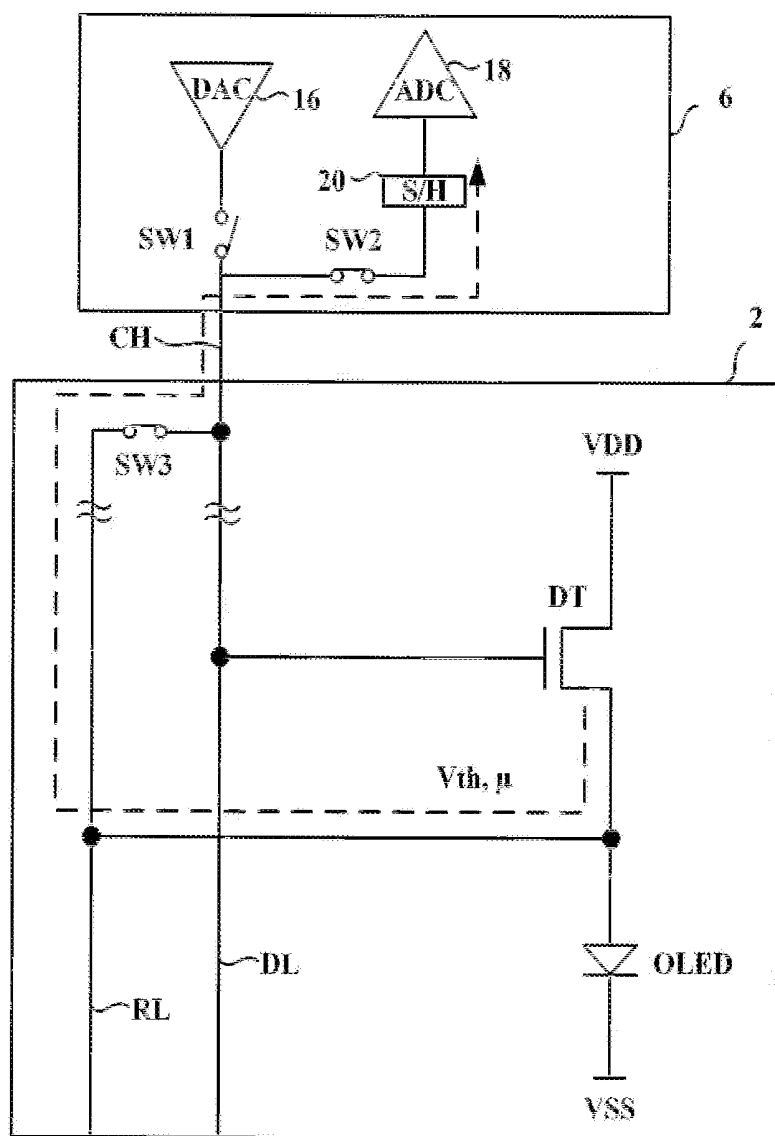 DAC
16
ADC
18
6
20
S/H
SW1
SW2
CH
2
SW3
VDD
DT
Vth, μ
DL
OLED
RL
VSS